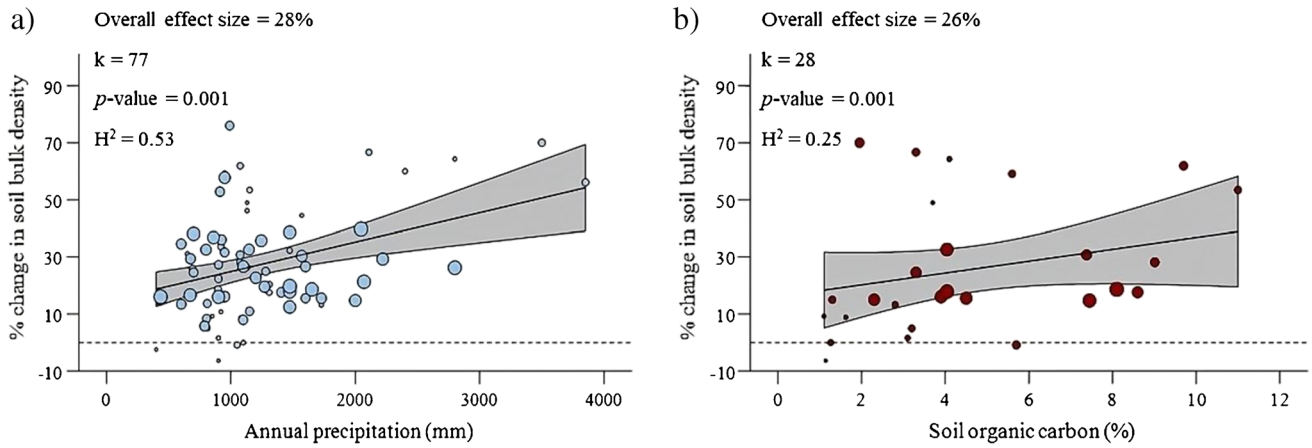 a)
Overall effect size = 28%
k = 77
p-value = 0.001
H² = 0.53
% change in soil bulk density
90
70
50
30
10
-10
0 1000 2000 3000 4000
Annual precipitation (mm)
b)
Overall effect size = 26%
k = 28
p-value = 0.001
H² = 0.25
% change in soil bulk density
90
70
50
30
10
-10
0 2 4 6 8 10 12
Soil organic carbon (%)